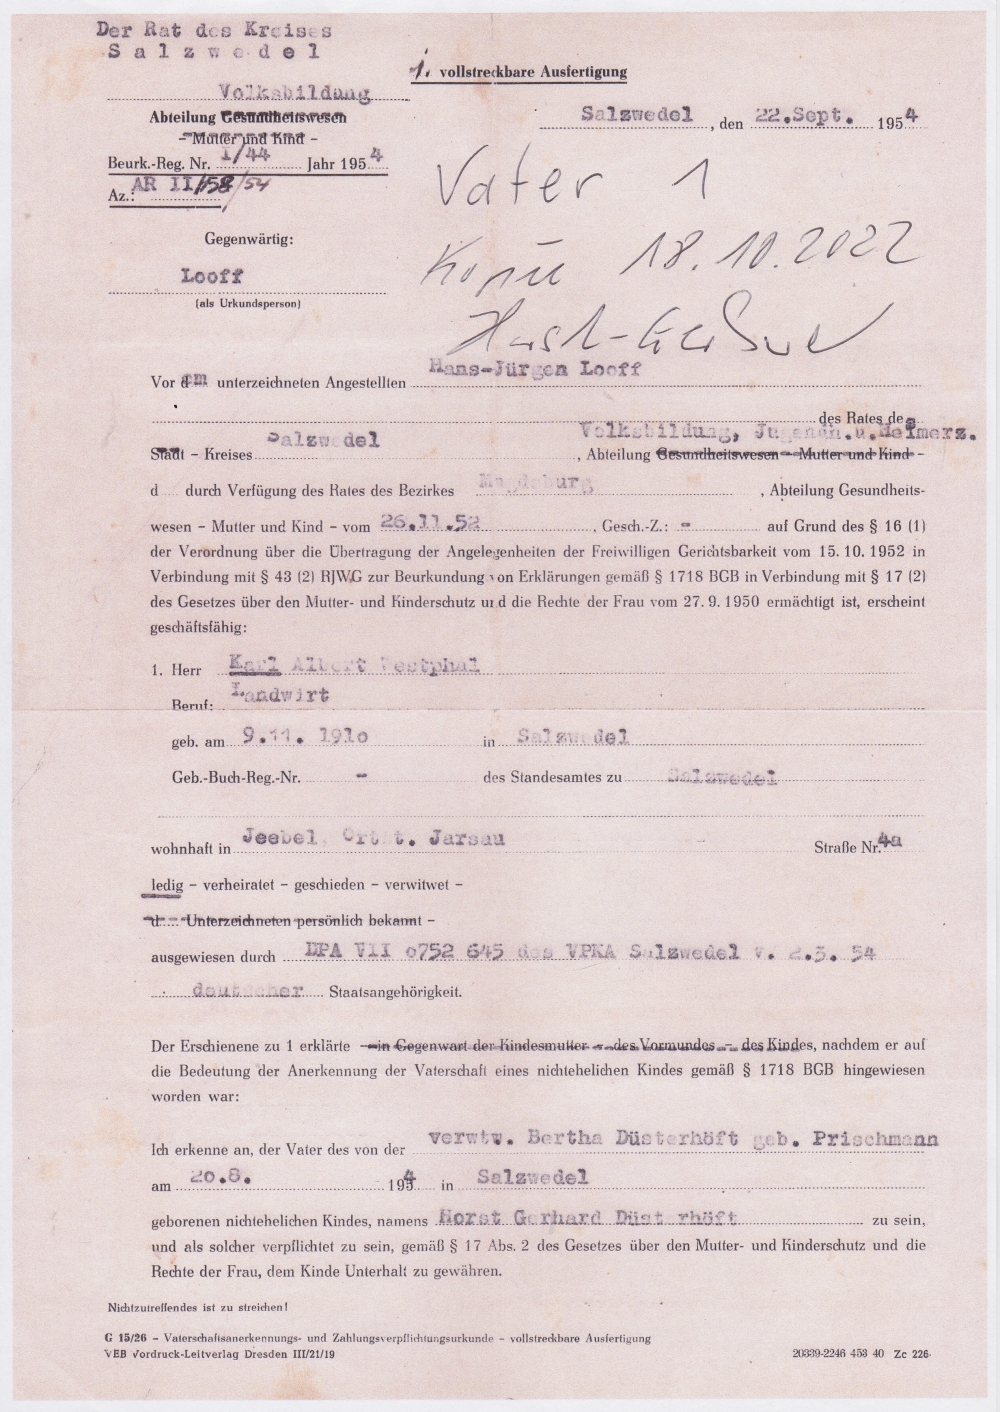 Der Rat des Kreises
Salzwedel
1. vollstreckbare Ausfertigung
Volksbildung
Abteilung Gesundheitswesen
– Mutter und Kind –
Salzwedel, den 22.Sept. 1954
Beurk.-Reg. Nr. I/44 Jahr 1954
Az.: AR II/158/54
Vater 1
Gegenwärtig:
Kopie 18.10.2022
Looff
(als Urkundsperson)
Vor dem unterzeichneten Angestellten Hans-Jürgen Looff
des Rates des
Volksbildung, Jugendh.u.Heimerz.
Stadt – Kreises Salzwedel, Abteilung Gesundheitswesen – Mutter und Kind –
d durch Verfügung des Rates des Bezirkes Magdeburg, Abteilung Gesundheits-
wesen – Mutter und Kind – vom 26.11.52, Gesch.-Z.: - auf Grund des § 16 (1)
der Verordnung über die Übertragung der Angelegenheiten der Freiwilligen Gerichtsbarkeit vom 15. 10. 1952 in
Verbindung mit § 43 (2) RJWG zur Beurkundung von Erklärungen gemäß § 1718 BGB in Verbindung mit § 17 (2)
des Gesetzes über den Mutter- und Kinderschutz und die Rechte der Frau vom 27. 9. 1950 ermächtigt ist, erscheint
geschäftsfähig:
1. Herr Karl Albert Westphal
Beruf: Landwirt
geb. am 9.11. 1910 in Salzwedel
Geb.-Buch-Reg.-Nr. - des Standesamtes zu Salzwedel
wohnhaft in Jeebel, Ortst. Jarsau Straße Nr. 4a
ledig – verheiratet – geschieden – verwitwet –
d.... Unterzeichneten persönlich bekannt –
ausgewiesen durch DPA VII 0752 645 des VPKA Salzwedel v. 2.3. 54
deutscher Staatsangehörigkeit.
Der Erschienene zu 1 erklärte – in Gegenwart der Kindesmutter – des Vormundes – des Kindes, nachdem er auf
die Bedeutung der Anerkennung der Vaterschaft eines nichtehelichen Kindes gemäß § 1718 BGB hingewiesen
worden war:
Ich erkenne an, der Vater des von der verwtw. Bertha Düsterhöft geb. Prischmann
am 20.8. 1954 in Salzwedel
geborenen nichtehelichen Kindes, namens Horst Gerhard Düsterhöft zu sein,
und als solcher verpflichtet zu sein, gemäß § 17 Abs. 2 des Gesetzes über den Mutter- und Kinderschutz und die
Rechte der Frau, dem Kinde Unterhalt zu gewähren.
Nichtzutreffendes ist zu streichen!
G 15/26 – Vaterschaftsanerkennungs- und Zahlungsverpflichtungsurkunde – vollstreckbare Ausfertigung
VEB Vordruck-Leitverlag Dresden III/21/19 20339-2246 453 40 Zc 226